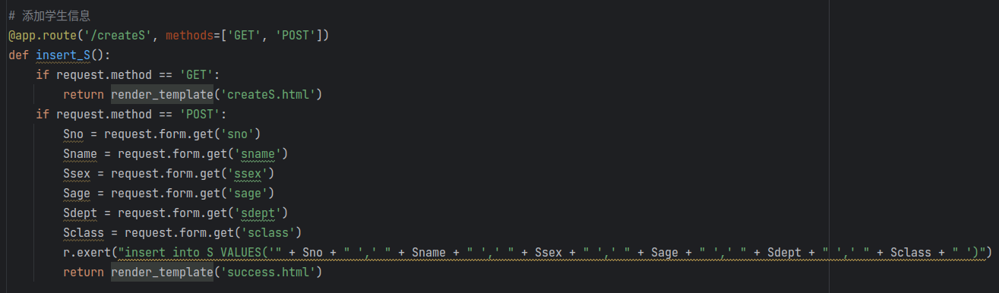 # 添加学生信息
@app.route('/createS', methods=['GET', 'POST'])
def insert_S():
    if request.method == 'GET':
        return render_template('createS.html')
    if request.method == 'POST':
        Sno = request.form.get('sno')
        Sname = request.form.get('sname')
        Ssex = request.form.get('ssex')
        Sage = request.form.get('sage')
        Sdept = request.form.get('sdept')
        Sclass = request.form.get('sclass')
        r.exert("insert into S VALUES('" + Sno + " ',' " + Sname + " ',' " + Ssex + " ',' " + Sage + " ',' " + Sdept + " ',' " + Sclass + " ')")
        return render_template('success.html')